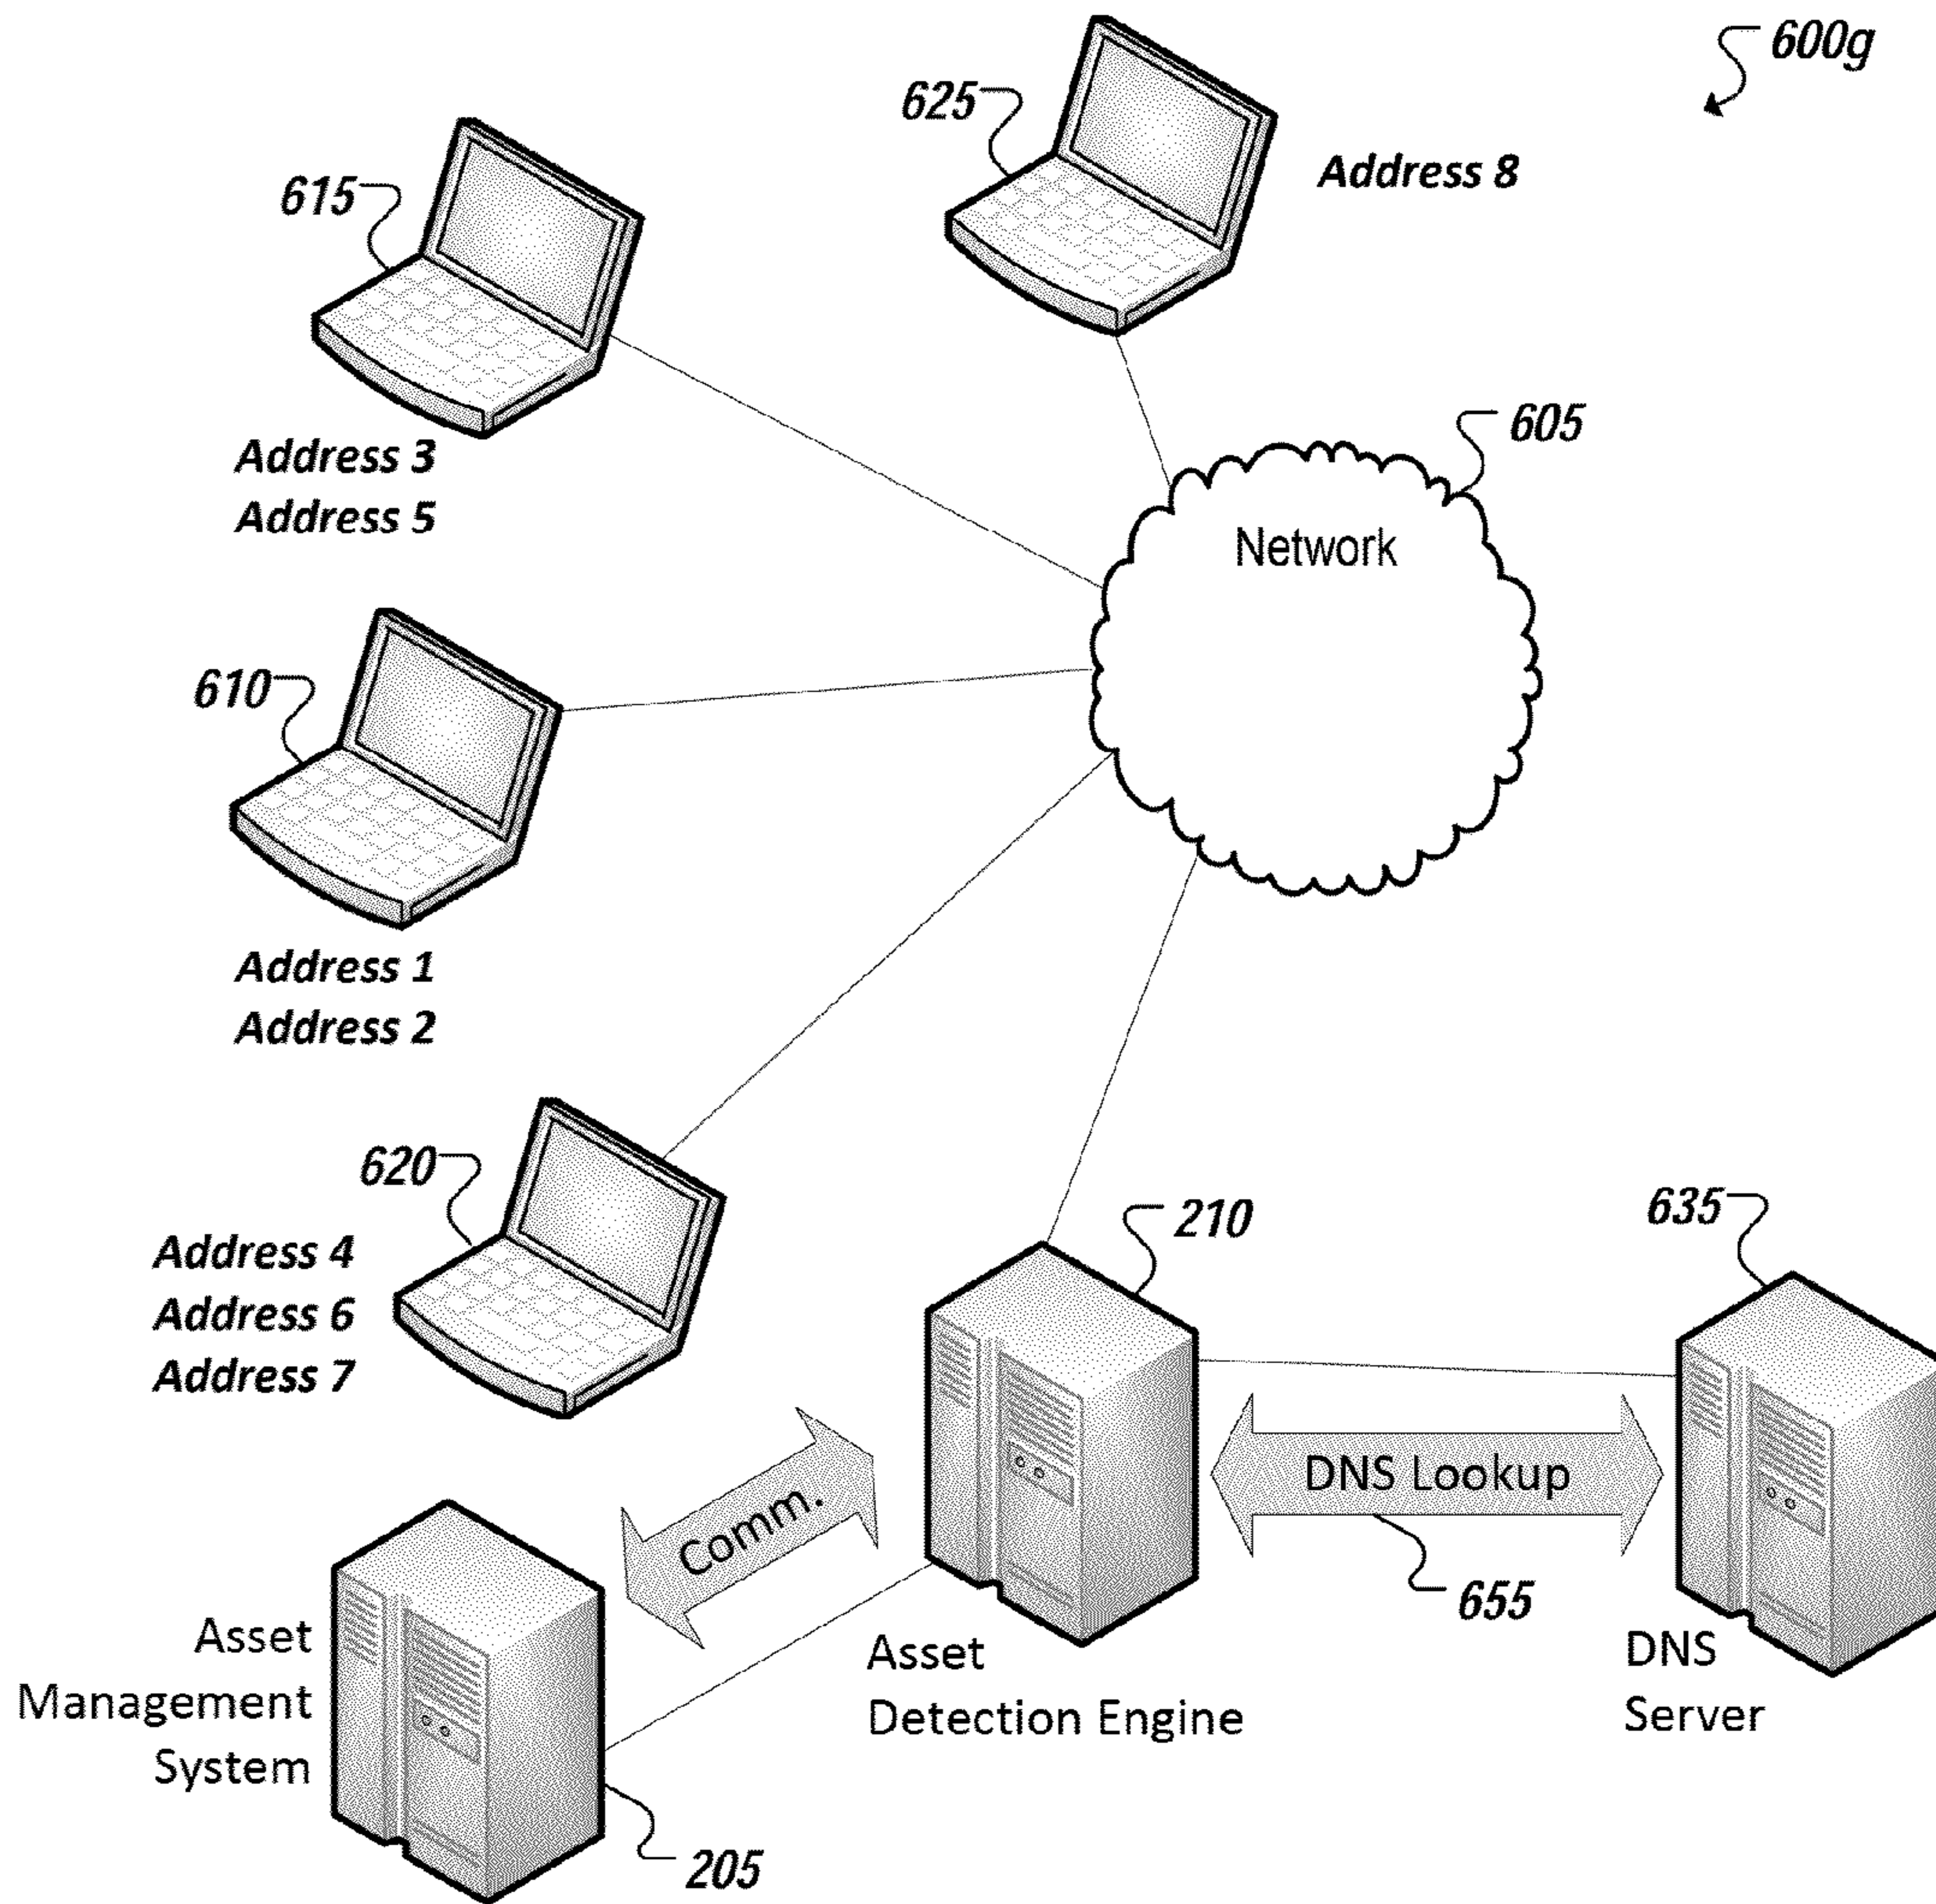 600g
625
Address 8
615
Address 3
Address 5
605
Network
610
Address 1
Address 2
620
Address 4
Address 6
Address 7
210
635
DNS Lookup
655
Comm.
Asset
Management
System
205
Asset
Detection Engine
DNS
Server